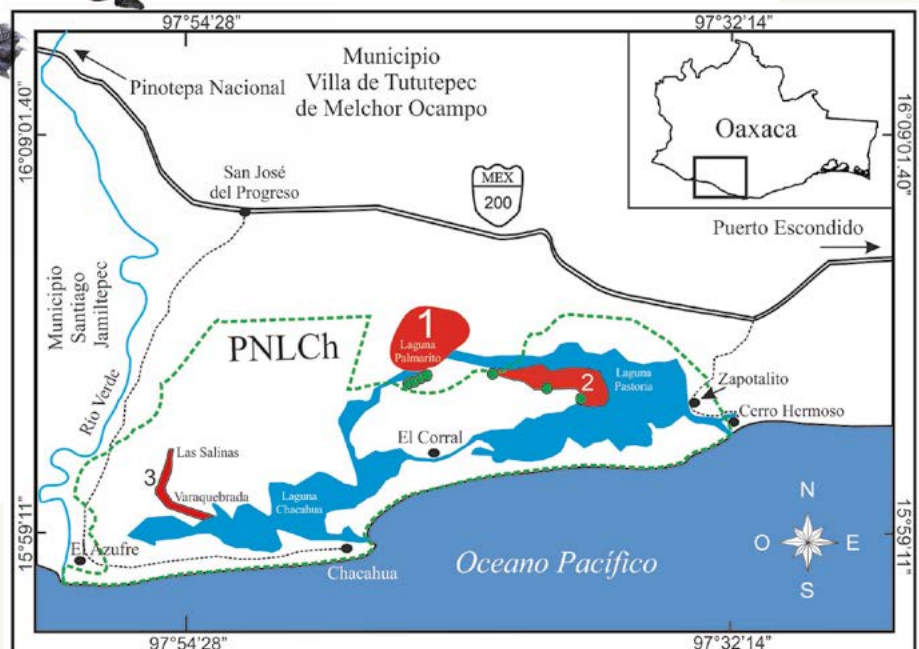 97°54'28"
97°32'14"
16°09'01.40"
16°09'01.40"
Pinotepa Nacional
Municipio
Villa de Tututepec
de Melchor Ocampo
Oaxaca
San José
del Progreso
MEX
200
Puerto Escondido
Municipio
Santiago
Jamiltepec
Río Verde
PNLCh
1
Laguna
Palmarito
2
Laguna
Pastoria
Zapotalito
Cerro Hermoso
El Corral
Las Salinas
3
Varaquebrada
Laguna
Chacahua
El Azufre
Chacahua
Oceano Pacífico
N
O
E
S
15°59'11"
15°59'11"
97°54'28"
97°32'14"